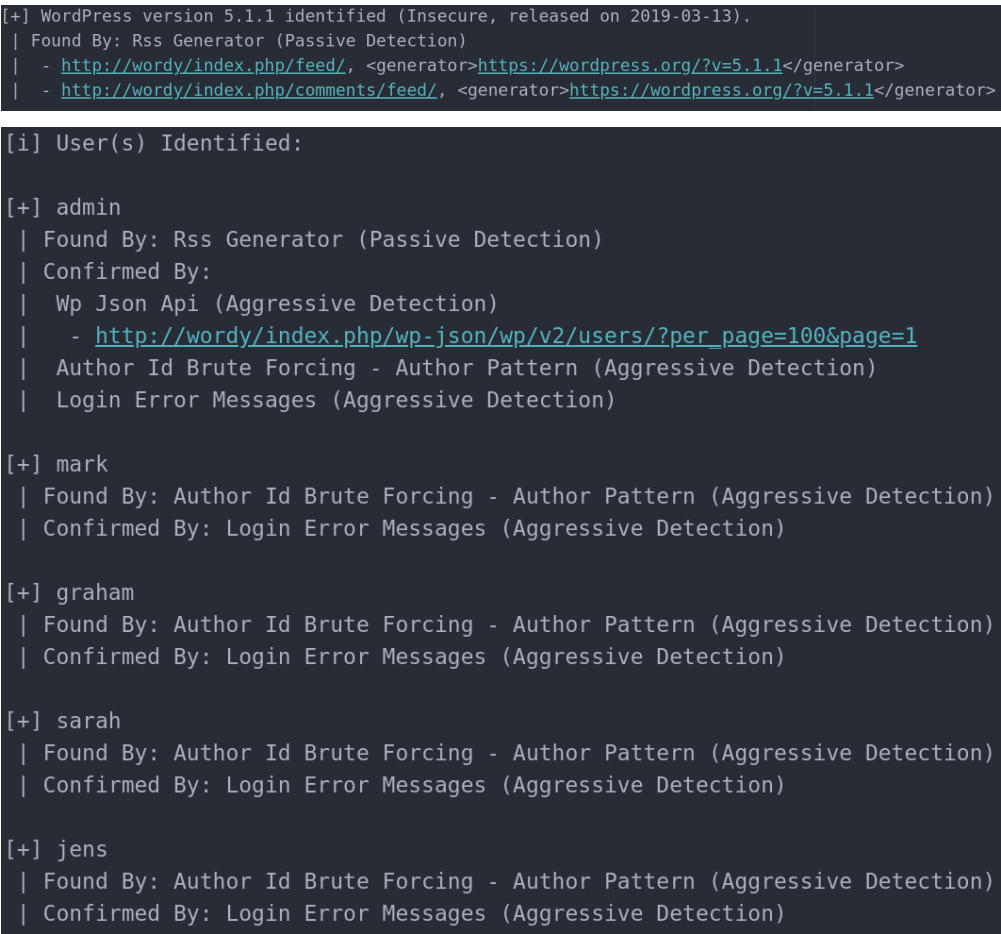 [+] WordPress version 5.1.1 identified (Insecure, released on 2019-03-13).
| Found By: Rss Generator (Passive Detection)
|  - http://wordy/index.php/feed/, <generator>https://wordpress.org/?v=5.1.1</generator>
|  - http://wordy/index.php/comments/feed/, <generator>https://wordpress.org/?v=5.1.1</generator>
[i] User(s) Identified:
[+] admin
| Found By: Rss Generator (Passive Detection)
| Confirmed By:
|  Wp Json Api (Aggressive Detection)
|   - http://wordy/index.php/wp-json/wp/v2/users/?per_page=100&page=1
|  Author Id Brute Forcing - Author Pattern (Aggressive Detection)
|  Login Error Messages (Aggressive Detection)
[+] mark
| Found By: Author Id Brute Forcing - Author Pattern (Aggressive Detection)
| Confirmed By: Login Error Messages (Aggressive Detection)
[+] graham
| Found By: Author Id Brute Forcing - Author Pattern (Aggressive Detection)
| Confirmed By: Login Error Messages (Aggressive Detection)
[+] sarah
| Found By: Author Id Brute Forcing - Author Pattern (Aggressive Detection)
| Confirmed By: Login Error Messages (Aggressive Detection)
[+] jens
| Found By: Author Id Brute Forcing - Author Pattern (Aggressive Detection)
| Confirmed By: Login Error Messages (Aggressive Detection)